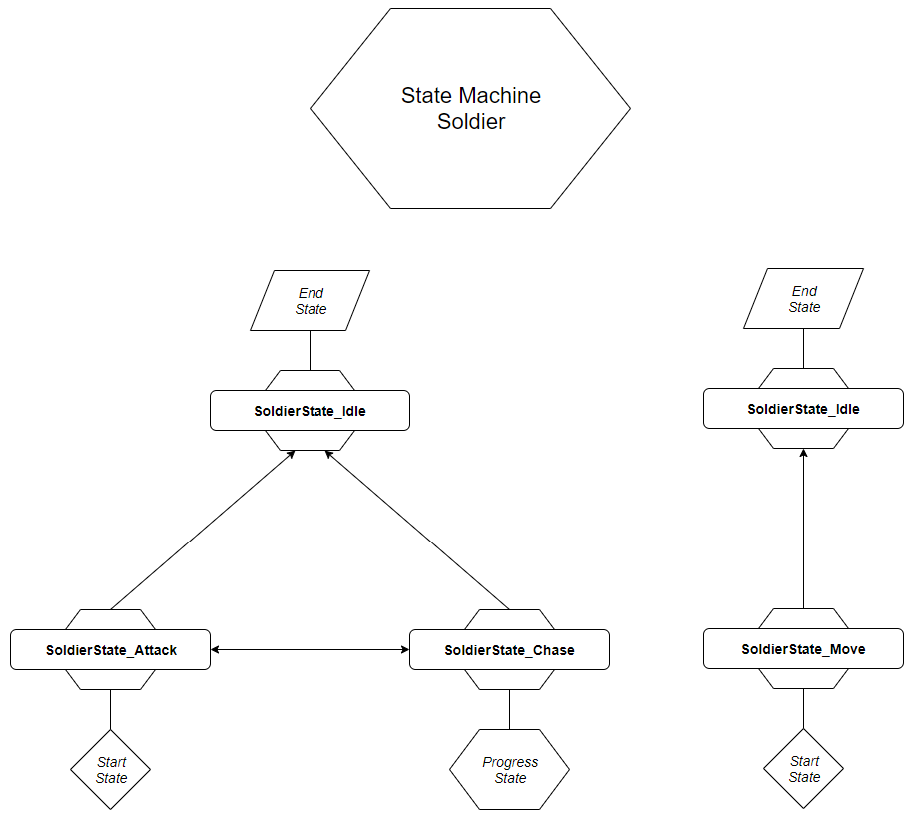 State Machine
Soldier
End
State
End
State
SoldierState_Idle
SoldierState_Idle
SoldierState_Attack
SoldierState_Chase
SoldierState_Move
Start
State
Progress
State
Start
State